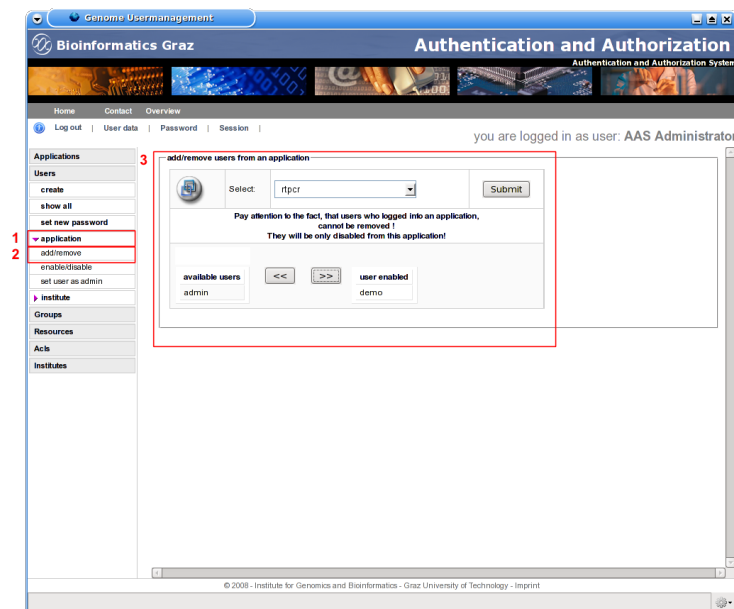 Genome Usermanagement
Bioinformatics Graz
Authentication and Authorization
Authentication and Authorization System
Home Contact Overview
Log out | User data | Password | Session |
you are logged in as user: AAS Administrator
Applications
Users
create
show all
set new password
1 application
2 add/remove
enable/disable
set user as admin
institute
Groups
Resources
Acls
Institutes
3 add/remove users from an application
Select: rtpcr Submit
Pay attention to the fact, that users who logged into an application,
cannot be removed !
They will be only disabled from this application!
available users << >> user enabled
admin demo
© 2008 - Institute for Genomics and Bioinformatics - Graz University of Technology - Imprint